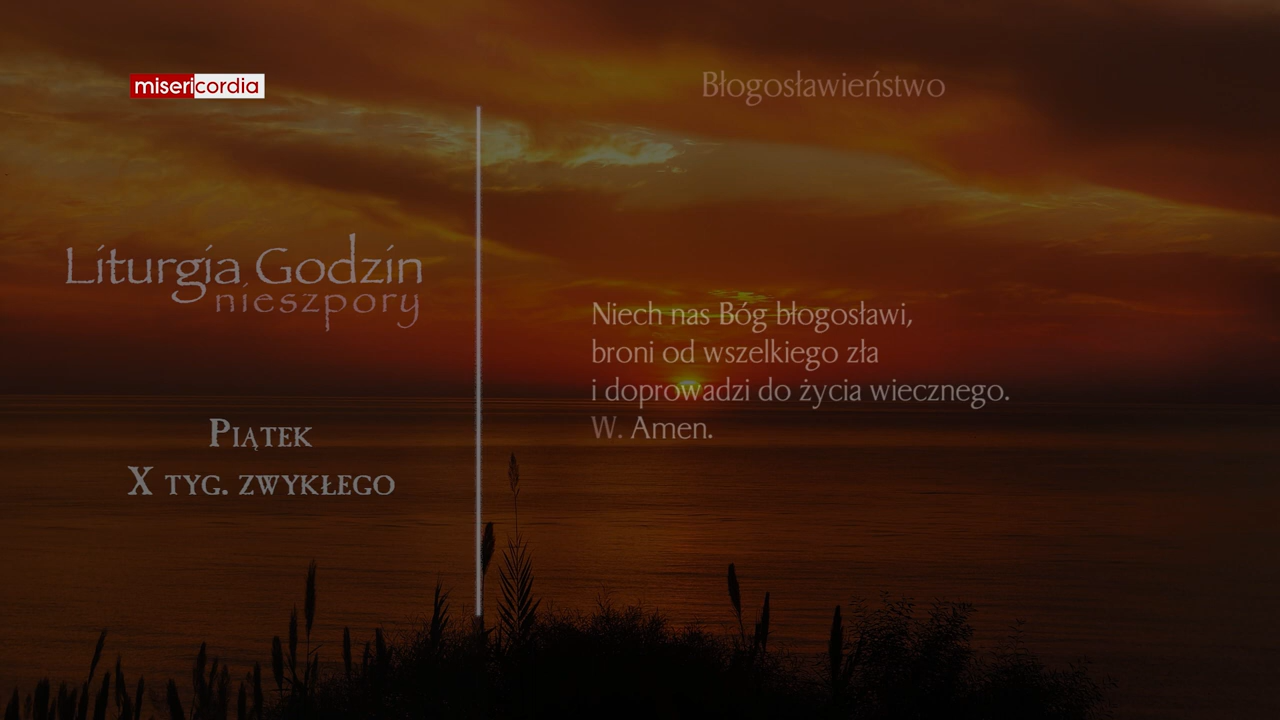 misericordia
Błogosławieństwo
Liturgia Godzin
nieszpory
Niech nas Bóg błogosławi,
broni od wszelkiego zła
i doprowadzi do życia wiecznego.
W. Amen.
Piątek
X tyg. zwykłego